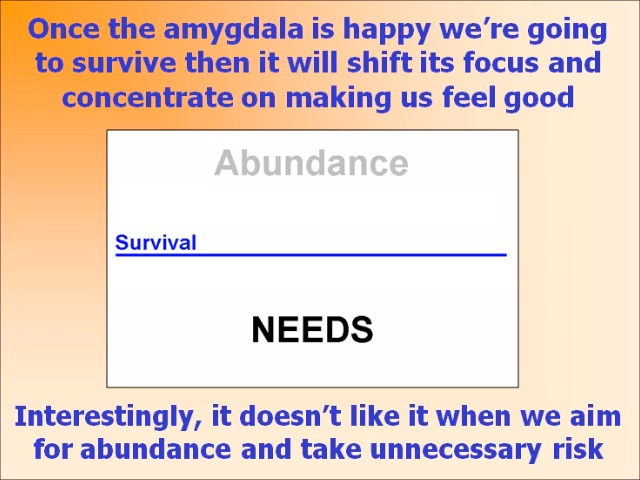 Once the amygdala is happy we’re going
to survive then it will shift its focus and
concentrate on making us feel good
Abundance
Survival
NEEDS
Interestingly, it doesn’t like it when we aim
for abundance and take unnecessary risk